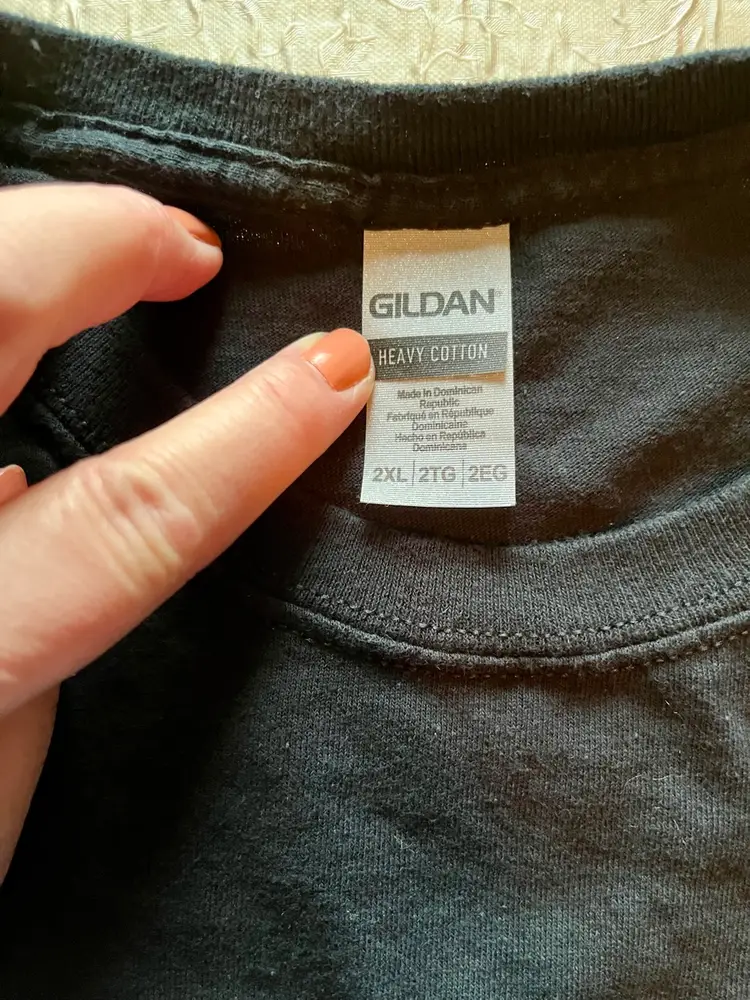 GILDAN
HEAVY COTTON
Made in Dominican
Republic
Fabriqué en République
Dominicaine
Hecho en República
Dominicana
2XL | 2TG | 2EG